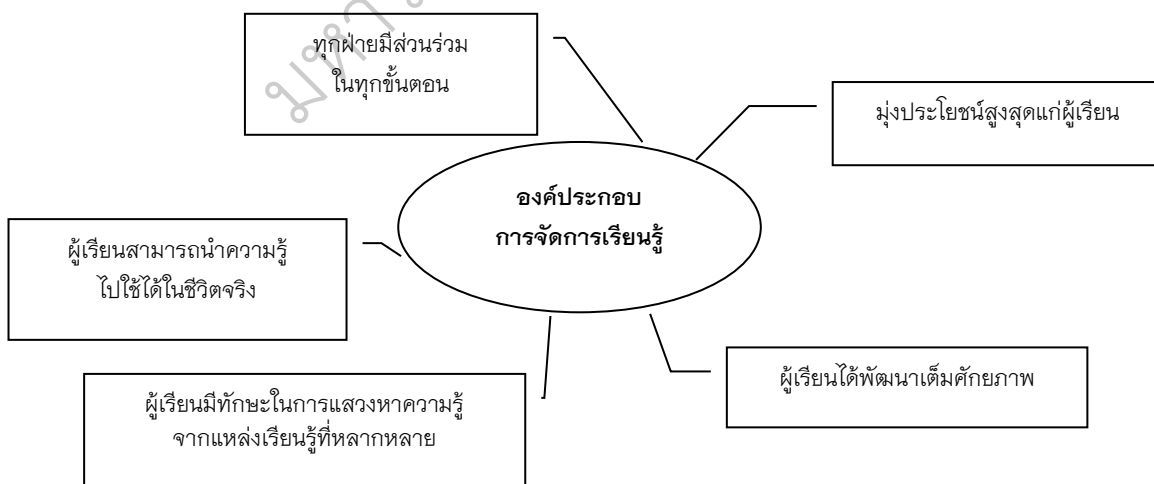 ทุกฝ่ายมีส่วนร่วม
ในทุกขั้นตอน
มุ่งประโยชน์สูงสุดแก่ผู้เรียน
องค์ประกอบ
การจัดการเรียนรู้
ผู้เรียนสามารถนำความรู้
ไปใช้ได้ในชีวิตจริง
ผู้เรียนได้พัฒนาเต็มศักยภาพ
ผู้เรียนมีทักษะในการแสวงหาความรู้
จากแหล่งเรียนรู้ที่หลากหลาย